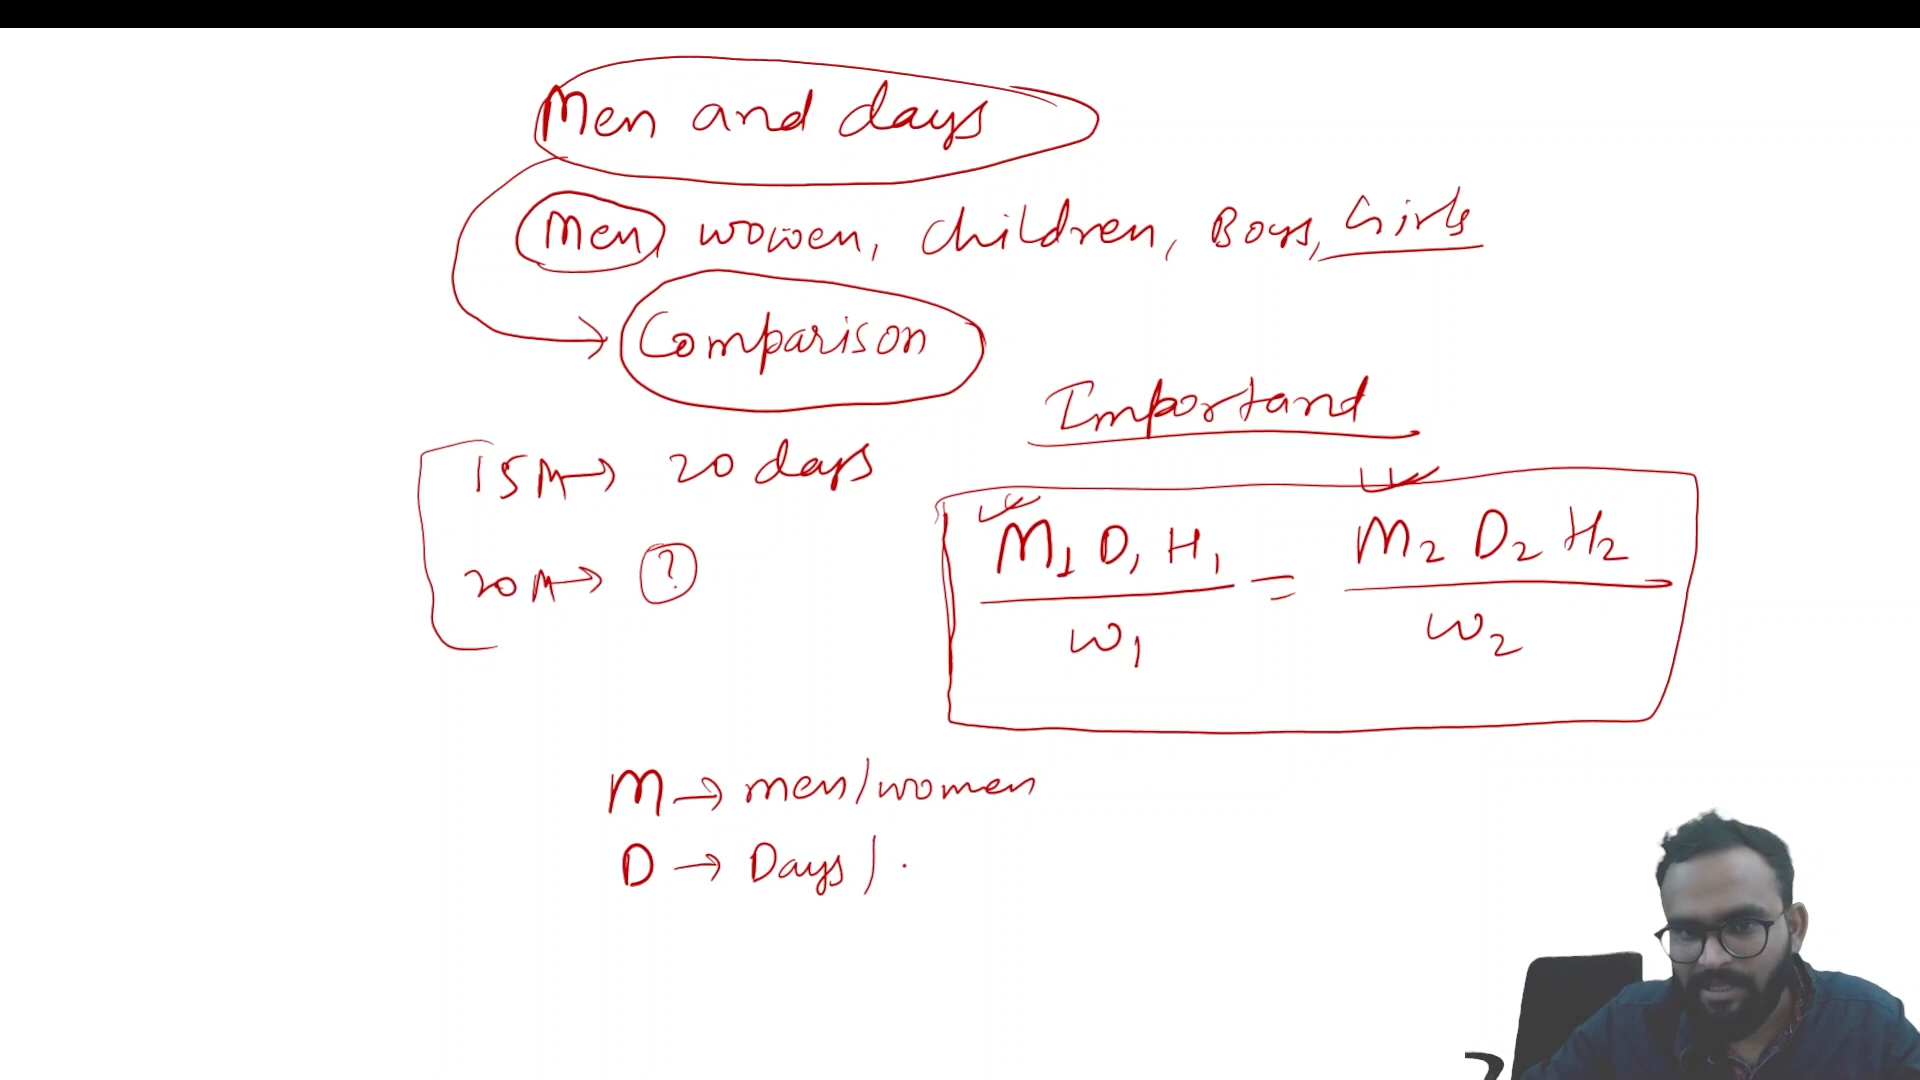 Men and days
Men, women, children, Boys, Girls
Comparison
Importand
15M → 20 days
20M → ?
M1 D1 H1 / W1 = M2 D2 H2 / W2
M → men/women
D → Days/